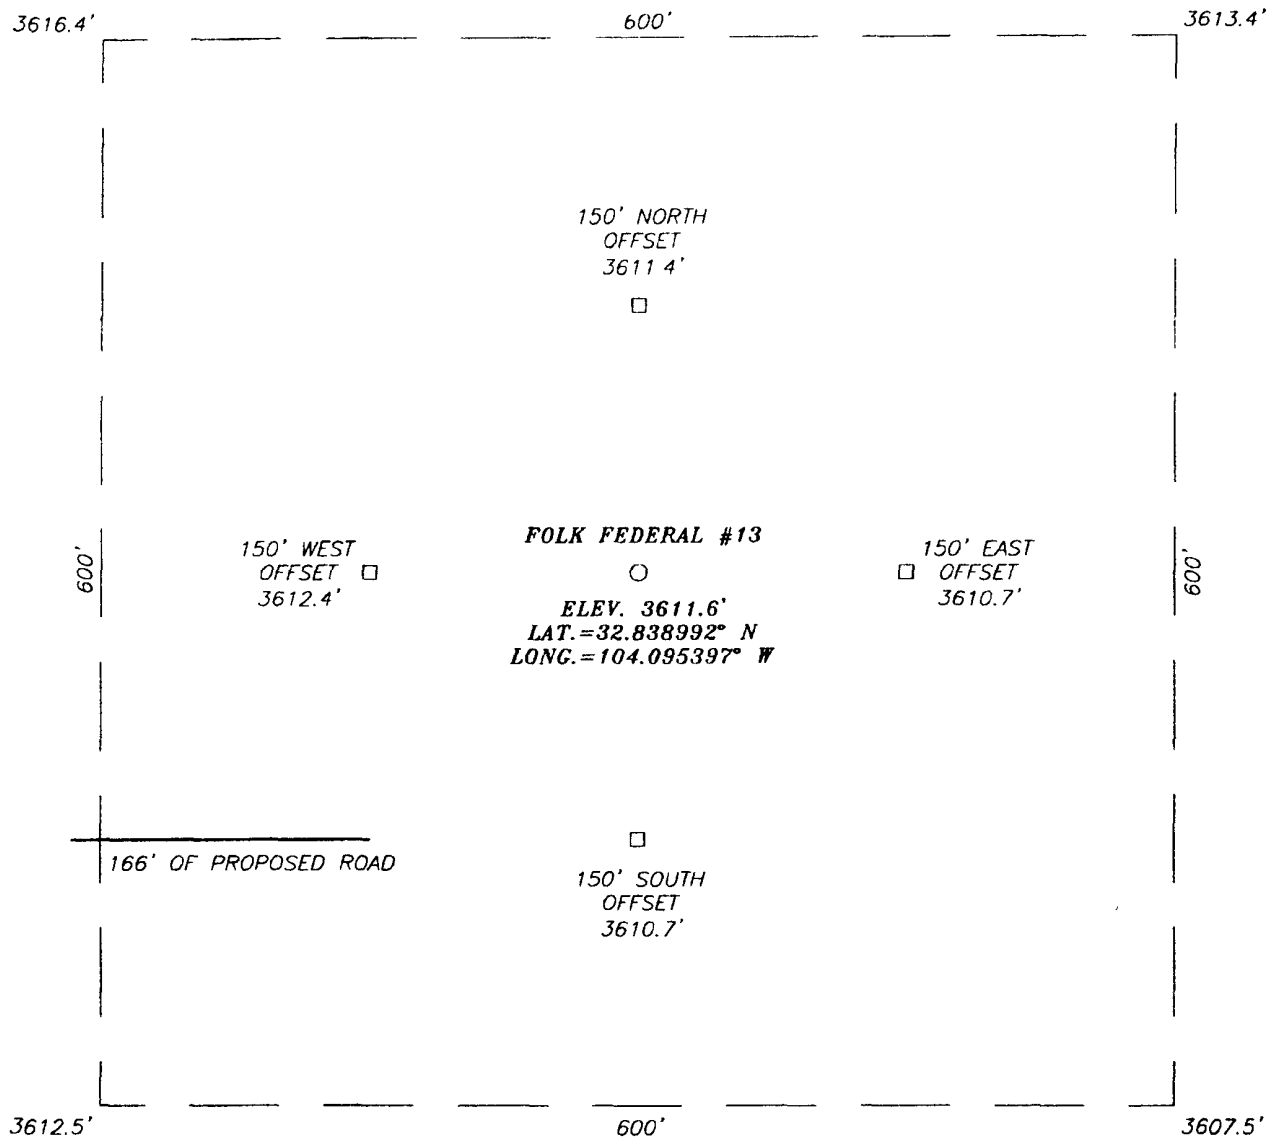 3616.4'
600'
3613.4'
150' NORTH
OFFSET
3611 4'
600'
150' WEST
OFFSET
3612.4'
FOLK FEDERAL #13
ELEV. 3611.6'
LAT.=32.838992° N
LONG.=104.095397° W
150' EAST
OFFSET
3610.7'
600'
166' OF PROPOSED ROAD
150' SOUTH
OFFSET
3610.7'
3612.5'
600'
3607.5'